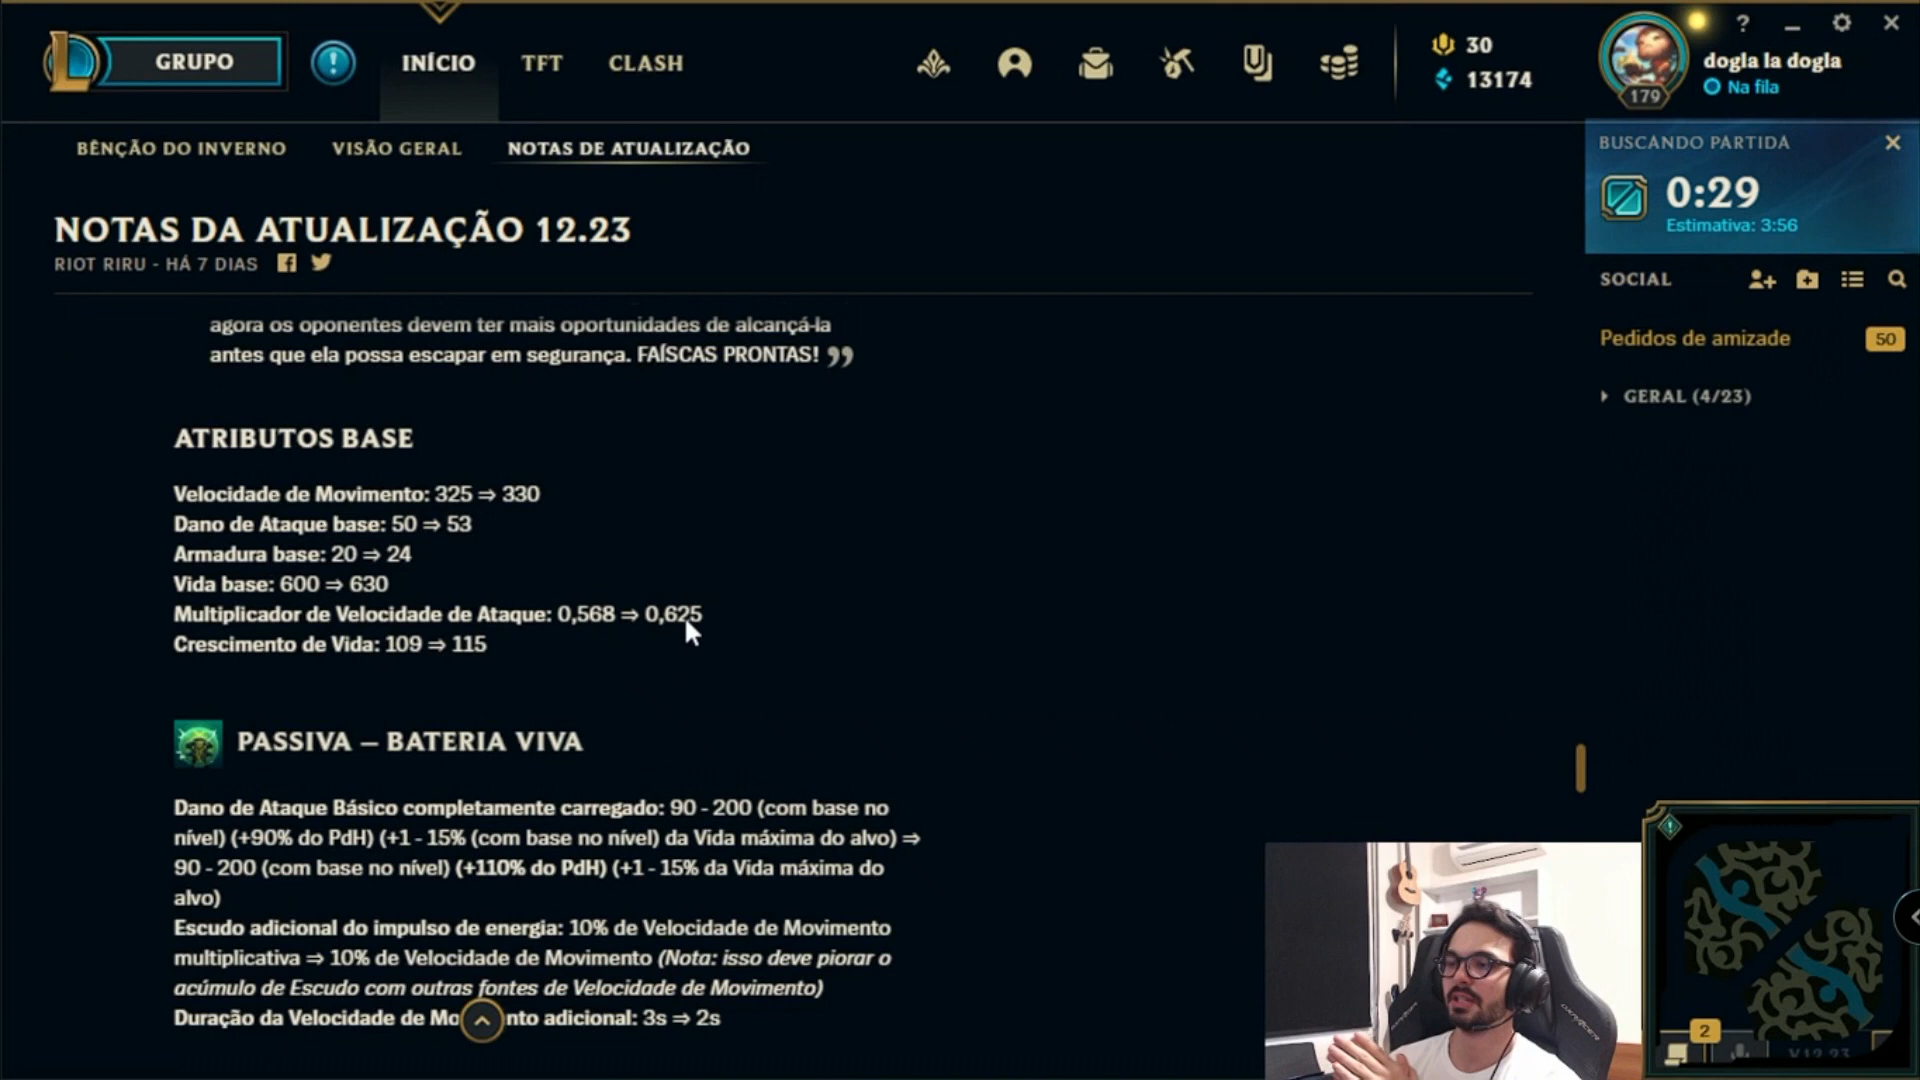 GRUPO
INÍCIO
TFT
CLASH
30
13174
179
?
dogla la dogla
Na fila
BÊNÇÃO DO INVERNO
VISÃO GERAL
NOTAS DE ATUALIZAÇÃO
BUSCANDO PARTIDA
0:29
Estimativa: 3:56
NOTAS DA ATUALIZAÇÃO 12.23
RIOT RIRU - HÁ 7 DIAS
SOCIAL
Pedidos de amizade
50
GERAL (4/23)
agora os oponentes devem ter mais oportunidades de alcançá-la
antes que ela possa escapar em segurança. FAÍSCAS PRONTAS! ”
ATRIBUTOS BASE
Velocidade de Movimento: 325 ⇒ 330
Dano de Ataque base: 50 ⇒ 53
Armadura base: 20 ⇒ 24
Vida base: 600 ⇒ 630
Multiplicador de Velocidade de Ataque: 0,568 ⇒ 0,625
Crescimento de Vida: 109 ⇒ 115
PASSIVA – BATERIA VIVA
Dano de Ataque Básico completamente carregado: 90 - 200 (com base no
nível) (+90% do PdH) (+1 - 15% (com base no nível) da Vida máxima do alvo) ⇒
90 - 200 (com base no nível) (+110% do PdH) (+1 - 15% da Vida máxima do
alvo)
Escudo adicional do impulso de energia: 10% de Velocidade de Movimento
multiplicativa ⇒ 10% de Velocidade de Movimento (Nota: isso deve piorar o
acúmulo de Escudo com outras fontes de Velocidade de Movimento)
Duração da Velocidade de Mo nto adicional: 3s ⇒ 2s
2
V12.23